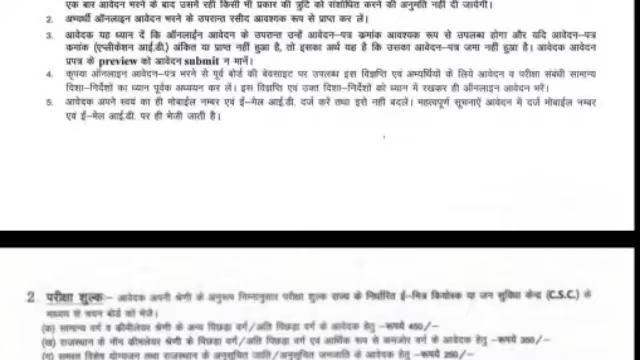 एक बार आवेदन भरने के बाद उसमें रही किसी भी प्रकार की त्रुटि को संशोधित करने की अनुमति नहीं दी जायेगी।
2. अभ्यर्थी ऑनलाइन आवेदन भरने के उपरान्त रसीद आवश्यक रूप से प्राप्त कर लें।
3. आवेदक यह ध्यान दें कि ऑनलाईन आवेदन के उपरान्त उन्हें आवेदन–पत्र क्रमांक आवश्यक रूप से उपलब्ध होगा और यदि आवेदन–पत्र
क्रमांक (एप्लीकेशन आई.डी.) अंकित या प्राप्त नहीं हुआ है, तो इसका अर्थ यह है कि उसका आवेदन–पत्र जमा नहीं हुआ है। आवेदक आवेदन
प्रपत्र के preview को आवेदन submit न मानें।
4. कृपया ऑनलाइन आवेदन–पत्र भरने से पूर्व बोर्ड की वेबसाइट पर उपलब्ध इस विज्ञप्ति एवं अभ्यर्थियों के लिये आवेदन व परीक्षा संबंधी सामान्य
दिशा–निर्देशों का ध्यान पूर्वक अध्ययन कर लें। इस विज्ञप्ति एवं उक्त दिशा–निर्देशों को ध्यान में रखकर ही ऑनलाइन आवेदन भरें।
5. आवेदक अपने स्वयं का ही मोबाईल नम्बर एवं ई–मेल आई.डी. दर्ज करें तथा इसे नहीं बदलें। महत्वपूर्ण सूचनाऐं आवेदन में दर्ज मोबाईल नम्बर
एवं ई–मेल आई.डी. पर ही भेजी जाती है।
2 परीक्षा शुल्क:– आवेदक अपनी श्रेणी के अनुरूप निम्नानुसार परीक्षा शुल्क राज्य के निर्धारित ई–मित्र कियोस्क या जन सुविधा केन्द्र (C.S.C.) के
माध्यम से चयन बोर्ड को भेजें।
(क) सामान्य वर्ग व क्रीमीलेयर श्रेणी के अन्य पिछड़ा वर्ग/अति पिछड़ा वर्ग के आवेदक हेतु –रूपये 450/–
(ख) राजस्थान के नॉन क्रीमीलेयर श्रेणी के अन्य पिछड़ा वर्ग/अति पिछड़ा वर्ग एवं आर्थिक रूप से कमजोर वर्ग के आवेदक हेतु –रूपये 350/–
(ग) समस्त विशेष योग्यजन तथा राजस्थान के अनुसूचित जाति/अनुसूचित जनजाति के आवेदक हेतु –रूपये 250/–